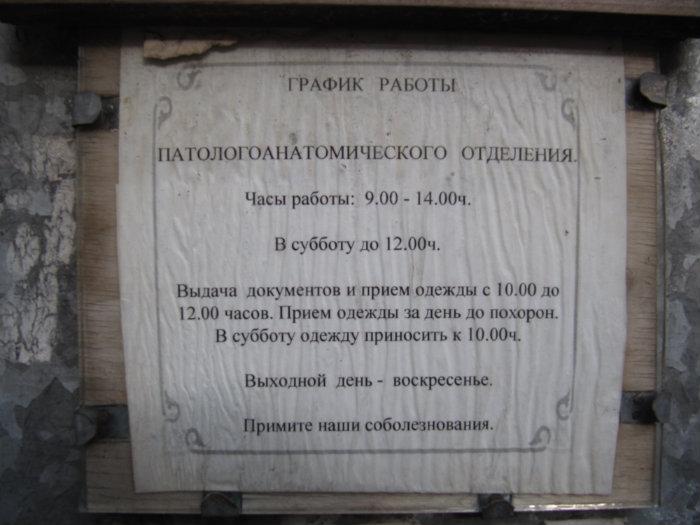 ГРАФИК РАБОТЫ
ПАТОЛОГОАНАТОМИЧЕСКОГО ОТДЕЛЕНИЯ.
Часы работы: 9.00 - 14.00ч.
В субботу до 12.00ч.
Выдача документов и прием одежды с 10.00 до
12.00 часов. Прием одежды за день до похорон.
В субботу одежду приносить к 10.00ч.
Выходной день - воскресенье.
Примите наши соболезнования.